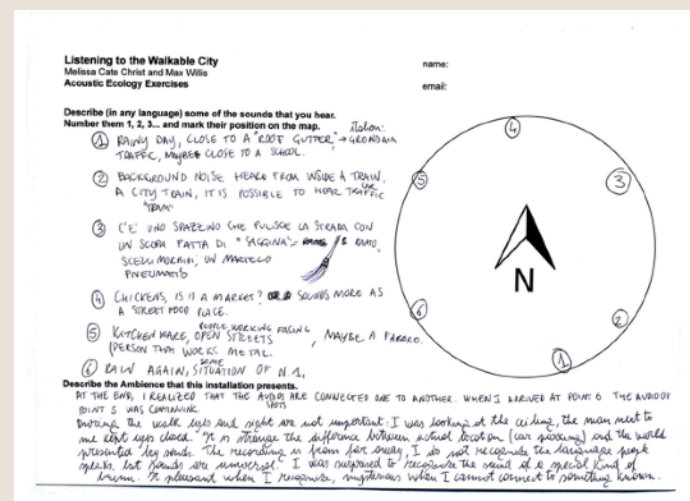 Listening to the Walkable City
Melissa Cate Christ and Max Willis
Acoustic Ecology Exercises
name:
email:
Describe (in any language) some of the sounds that you hear.
Number them 1, 2, 3... and mark their position on the map.
① RAINY DAY, CLOSE TO A "ROOF GUTTER", italian: → GRONDAIA
TRAFFIC, MAYBE CLOSE TO A SCHOOL.
② BACKGROUND NOISE HEARD FROM INSIDE A TRAIN.
A CITY TRAIN, IT IS POSSIBLE TO HEAR CAR TRAFFIC
"TRAM"
③ C'E' UNO SPAZZINO CHE PULISCE LA STRADA CON
UN SCOPA FATTA DI "SAGGINA"
UN MARTELLO
④ CHICKENS, IS IT A MARKET? SOUNDS MORE AS
A STREET FOOD PLACE.
⑤ KITCHENWARE, PEOPLE WORKING FACING OPEN STREETS, MAYBE A FABBRO.
(PERSON THAT WORKS METAL.
⑥ RAIN AGAIN, SAME SITUATION OF N.1.
4
5
3
N
6
2
1
Describe the Ambience that this installation presents.
AT THE END, I REALIZED THAT THE AUDIO SPOTS ARE CONNECTED ONE TO ANOTHER. WHEN I ARRIVED AT POINT 6 THE AUDIO OF
POINT 5 WAS CONTINUING.
During the walk eyes and sight are not important. I was looking at the ceiling, the man next to
me kept eyes closed. It is strange the difference between actual location (car parking) and the world
presented by sounds. The recording is from far away, I do not recognize the language people
speaks, but sounds are universal. I was surprised to recognize the sound of a special kind of
broom. It pleasant when I recognize, mysterious when I cannot connect to something known.